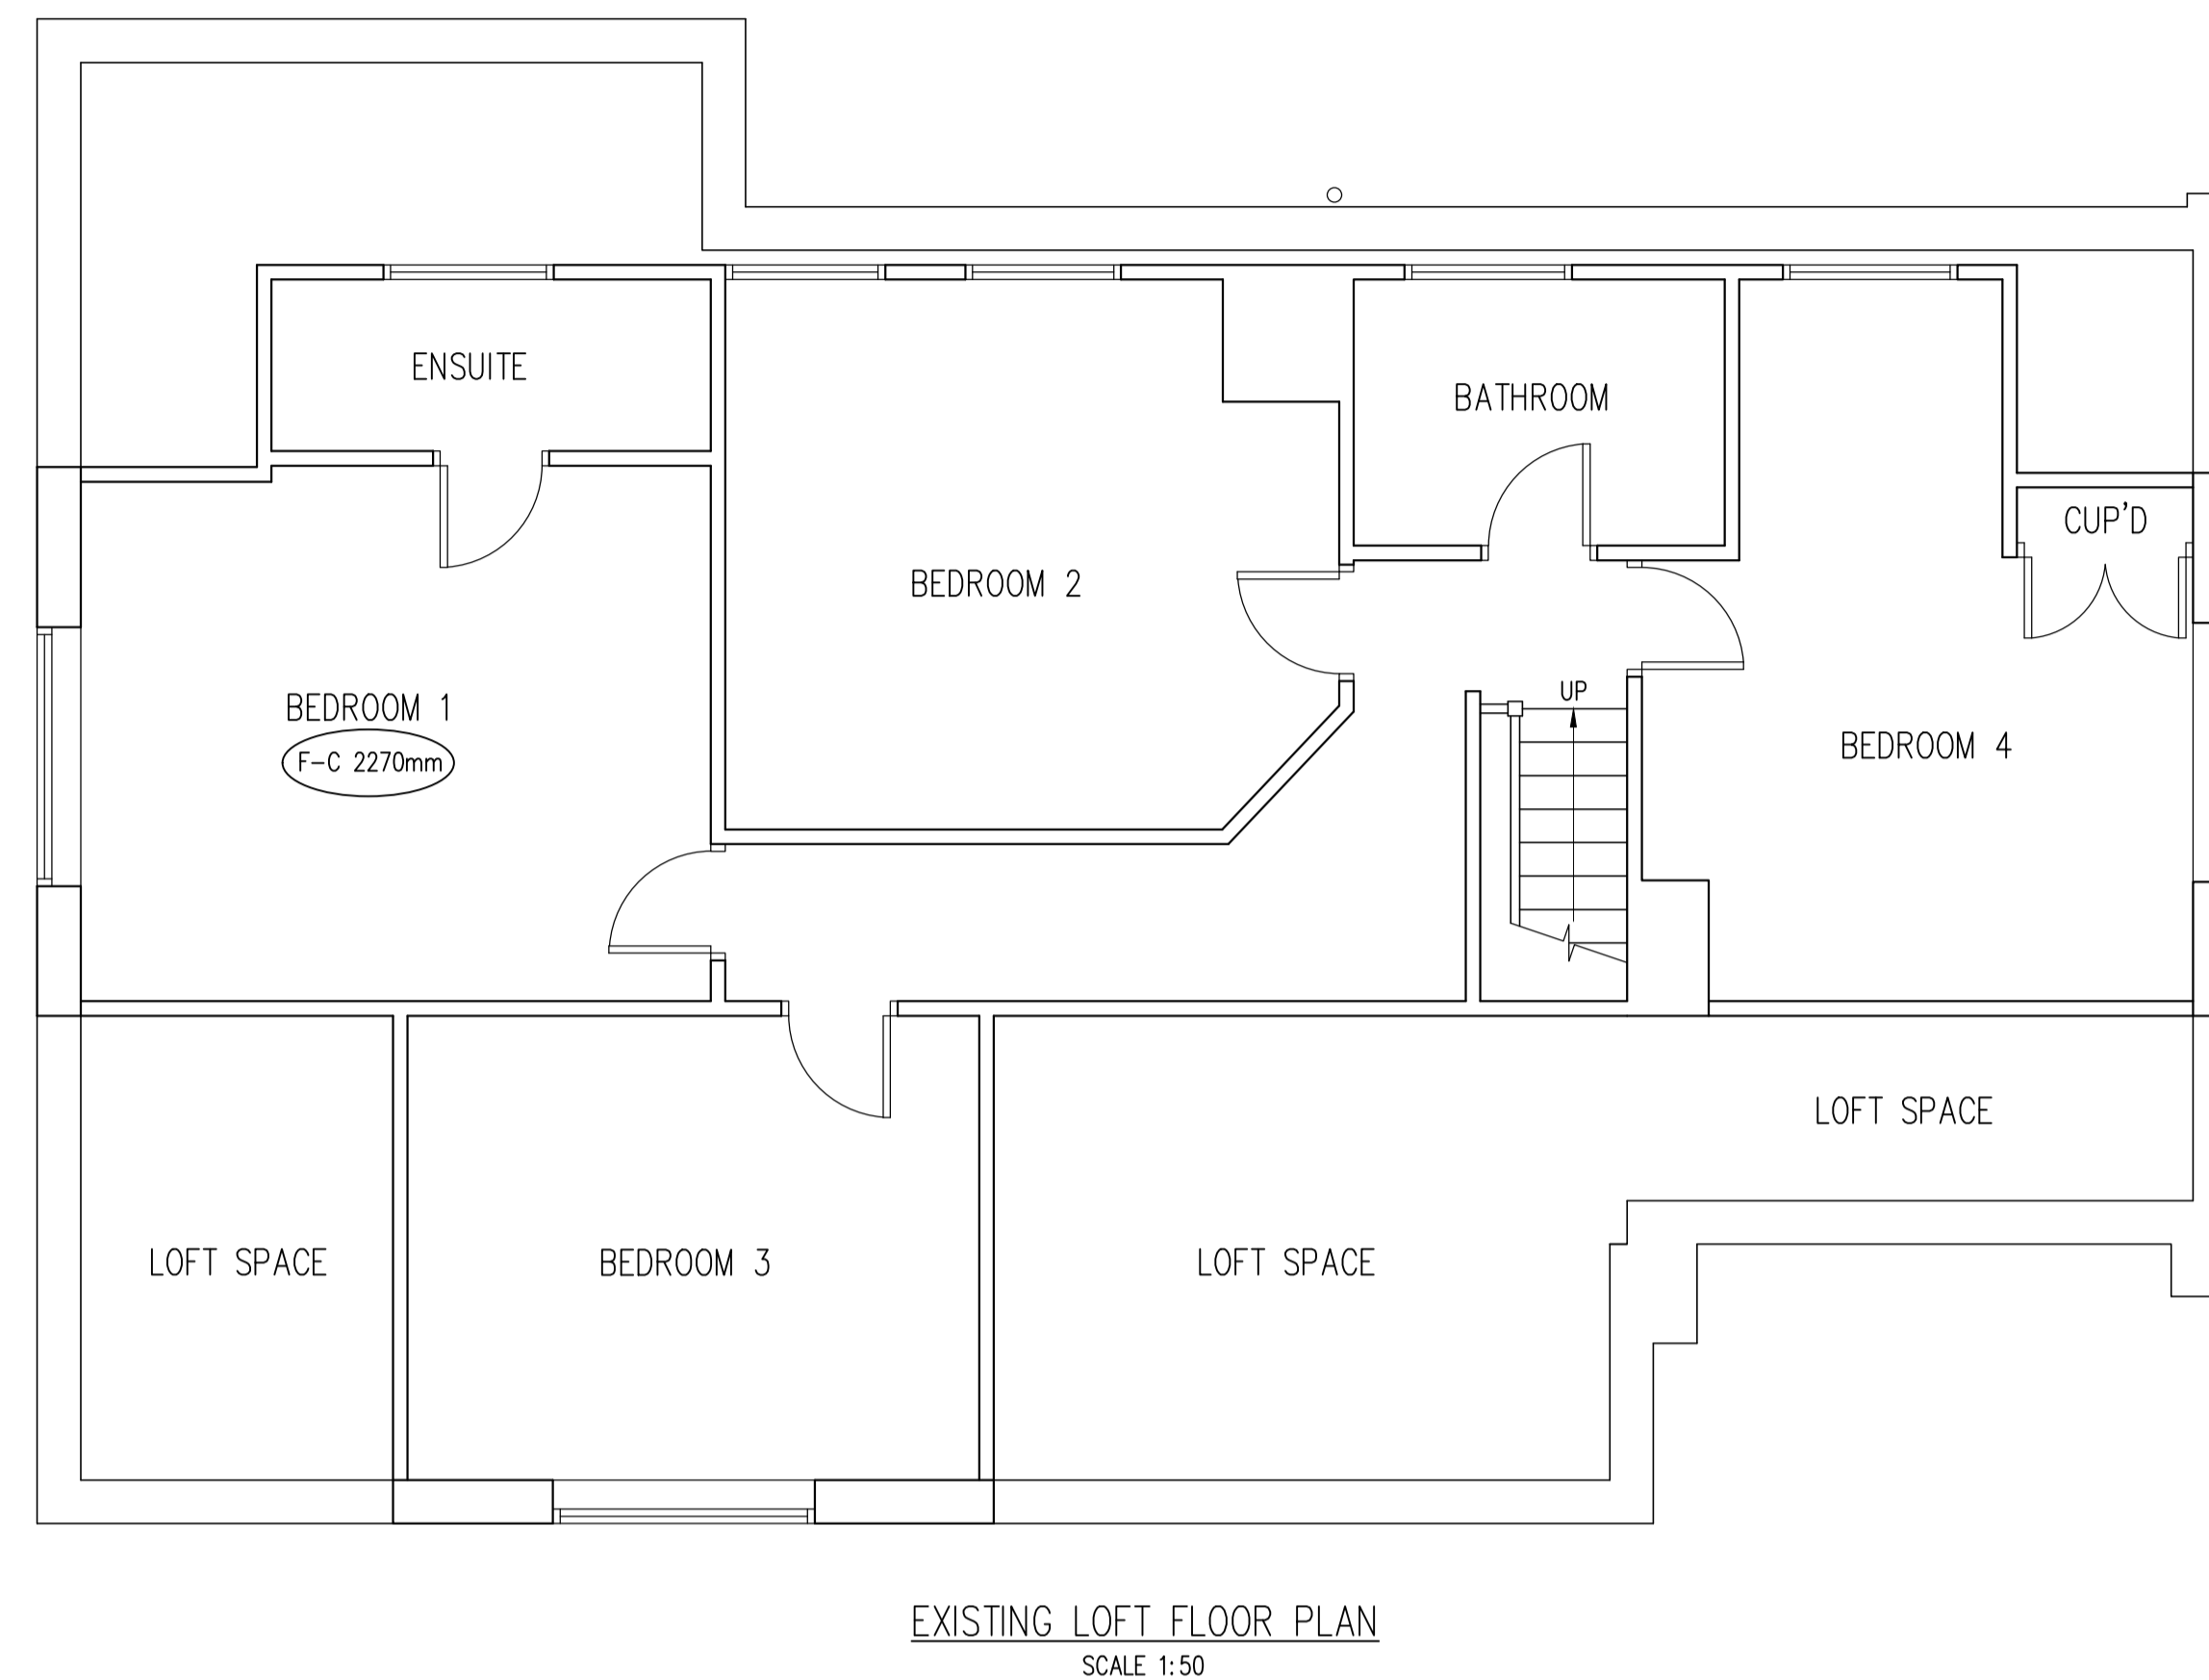 ENSUITE
BATHROOM
CUP'D
BEDROOM 2
BEDROOM 1
F-C 2270mm
UP
BEDROOM 4
LOFT SPACE
LOFT SPACE
BEDROOM 3
LOFT SPACE
EXISTING LOFT FLOOR PLAN
SCALE 1:50